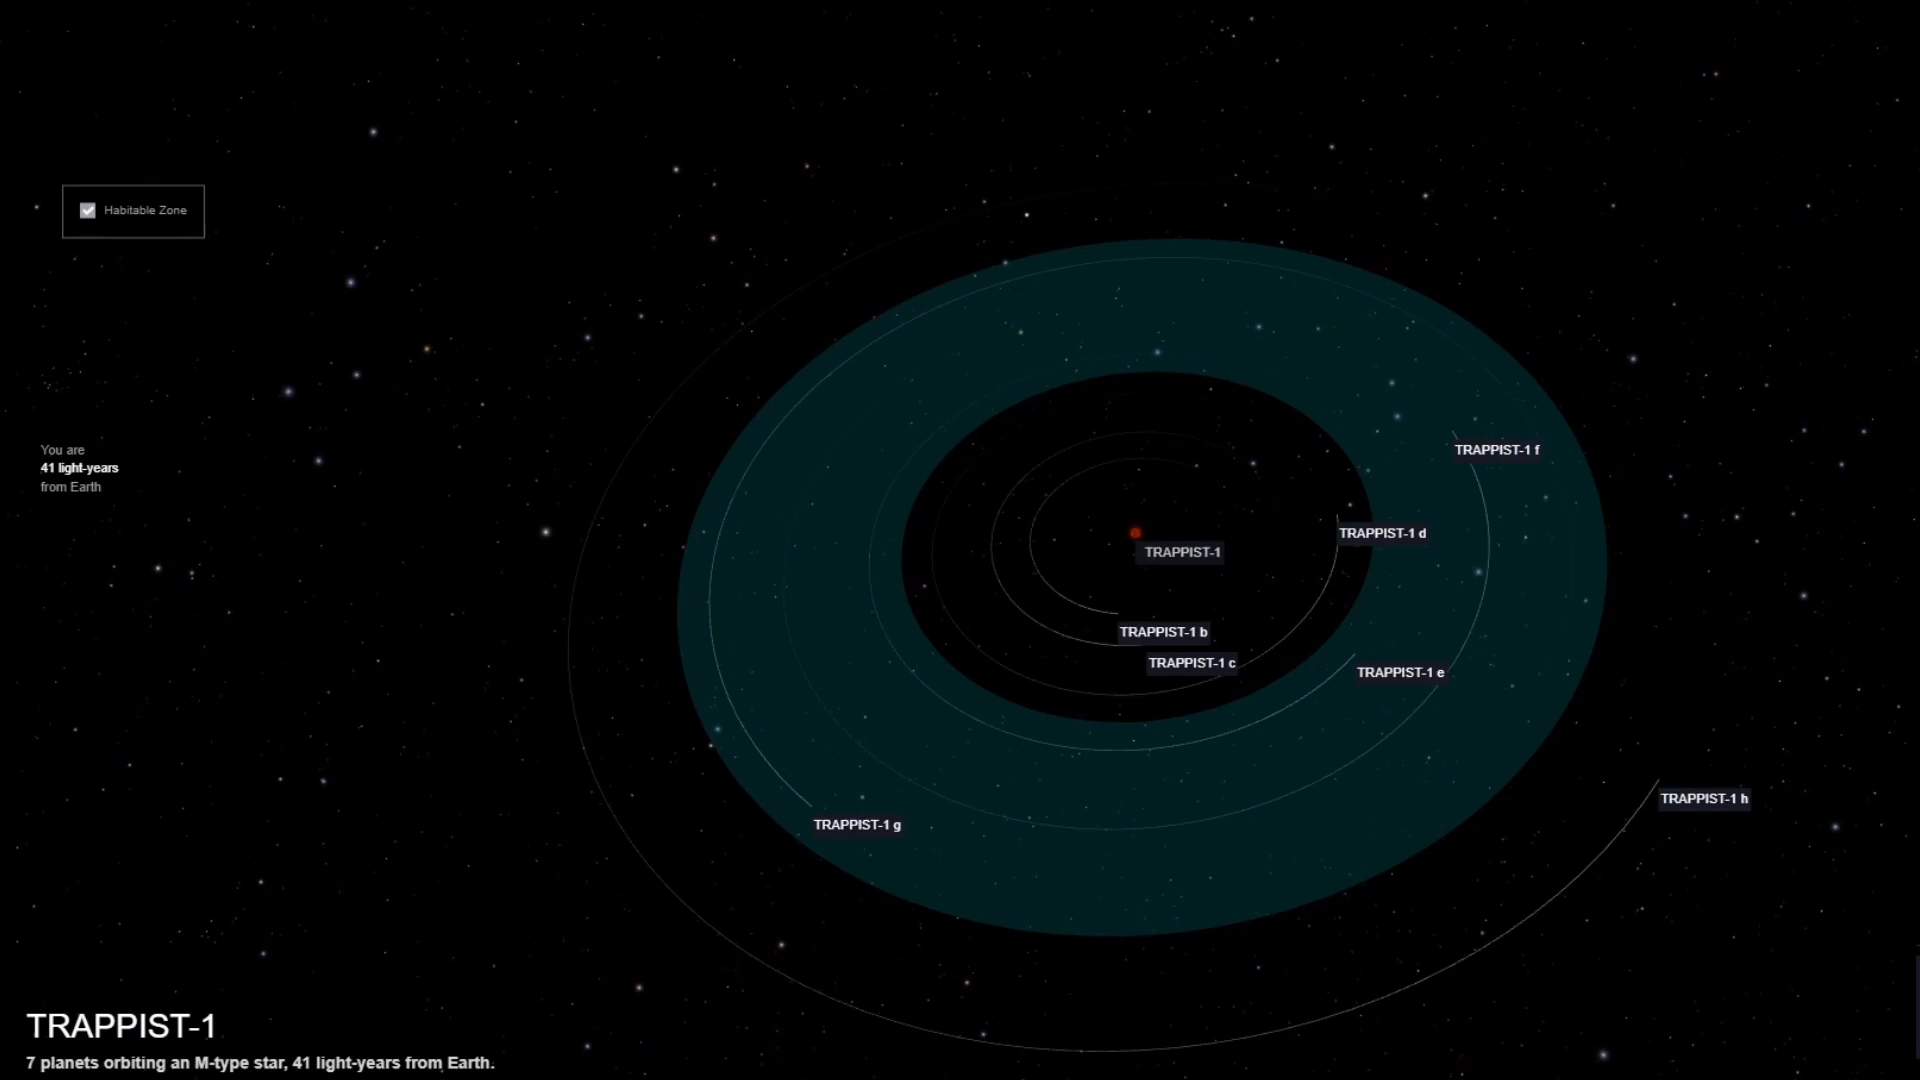 Habitable Zone
You are
41 light-years
from Earth
TRAPPIST-1 f
TRAPPIST-1 d
TRAPPIST-1
TRAPPIST-1 b
TRAPPIST-1 c
TRAPPIST-1 e
TRAPPIST-1 h
TRAPPIST-1 g
TRAPPIST-1
7 planets orbiting an M-type star, 41 light-years from Earth.